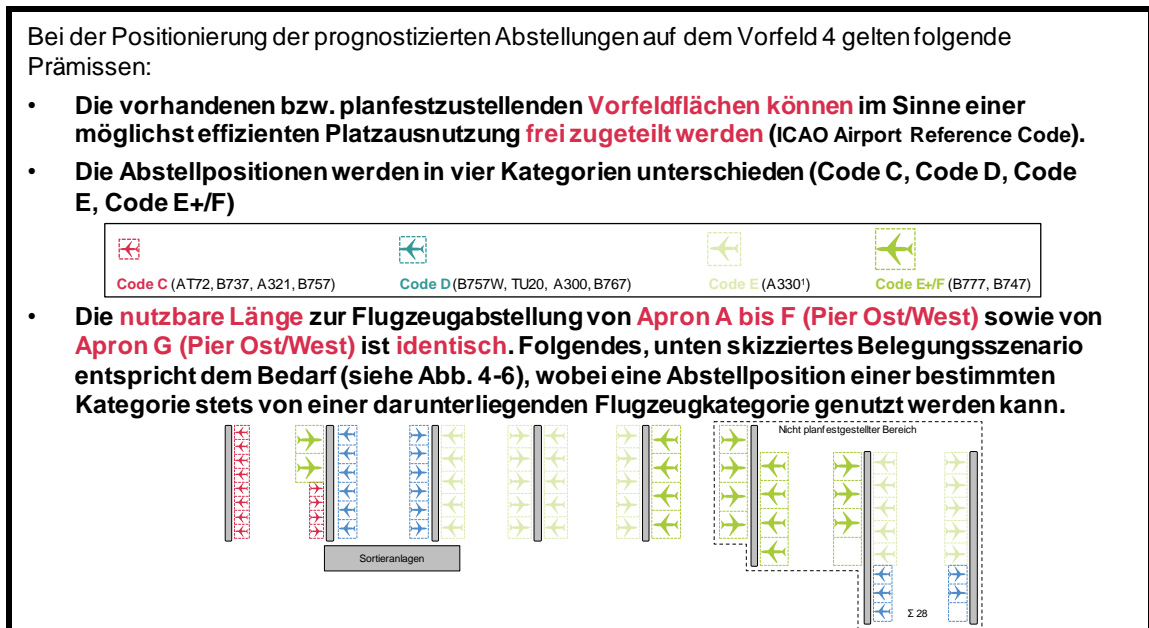 Bei der Positionierung der prognostizierten Abstellungen auf dem Vorfeld 4 gelten folgende
Prämissen:
• Die vorhandenen bzw. planfestzustellenden Vorfeldflächen können im Sinne einer
möglichst effizienten Platzausnutzung frei zugeteilt werden (ICAO Airport Reference Code).
• Die Abstellpositionen werden in vier Kategorien unterschieden (Code C, Code D, Code
E, Code E+/F)
Code C (AT72, B737, A321, B757) Code D (B757W, TU20, A300, B767) Code E (A330¹) Code E+/F (B777, B747)
• Die nutzbare Länge zur Flugzeugabstellung von Apron A bis F (Pier Ost/West) sowie von
Apron G (Pier Ost/West) ist identisch. Folgendes, unten skizziertes Belegungsszenario
entspricht dem Bedarf (siehe Abb. 4-6), wobei eine Abstellposition einer bestimmten
Kategorie stets von einer darunterliegenden Flugzeugkategorie genutzt werden kann.
Nicht planfestgestellter Bereich
Sortieranlagen
Σ 28